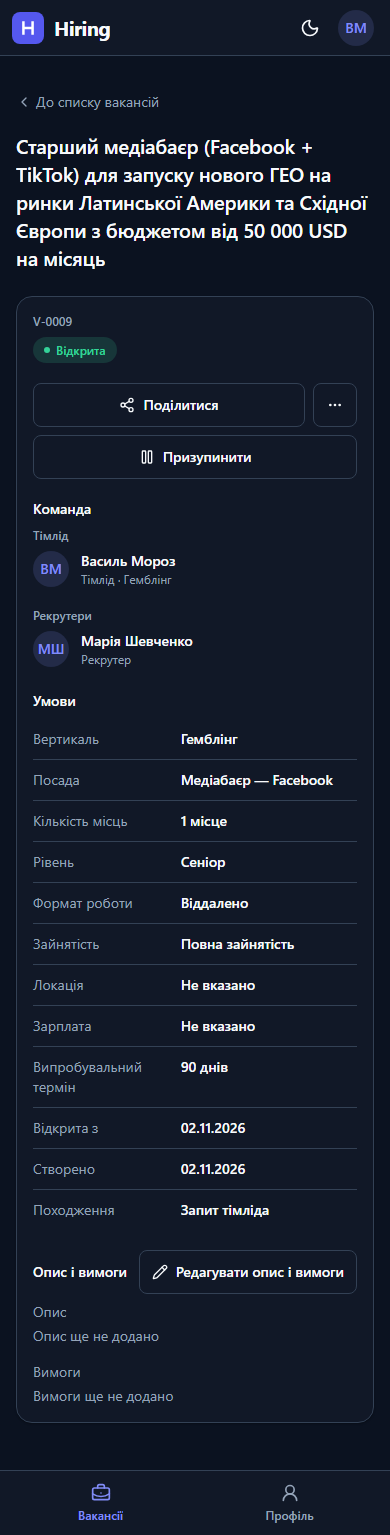 H Hiring
ВМ
До списку вакансій
Старший медіабаєр (Facebook +
TikTok) для запуску нового ГЕО на
ринки Латинської Америки та Східної
Європи з бюджетом від 50 000 USD
на місяць
V-0009
Відкрита
Поділитися
Призупинити
Команда
Тімлід
ВМ
Василь Мороз
Тімлід · Гемблінг
Рекрутери
МШ
Марія Шевченко
Рекрутер
Умови
Вертикаль Гемблінг
Посада Медіабаєр — Facebook
Кількість місць 1 місце
Рівень Сеніор
Формат роботи Віддалено
Зайнятість Повна зайнятість
Локація Не вказано
Зарплата Не вказано
Випробувальний 90 днів
термін
Відкрита з 02.11.2026
Створено 02.11.2026
Походження Запит тімліда
Опис і вимоги Редагувати опис і вимоги
Опис
Опис ще не додано
Вимоги
Вимоги ще не додано
Вакансії Профіль